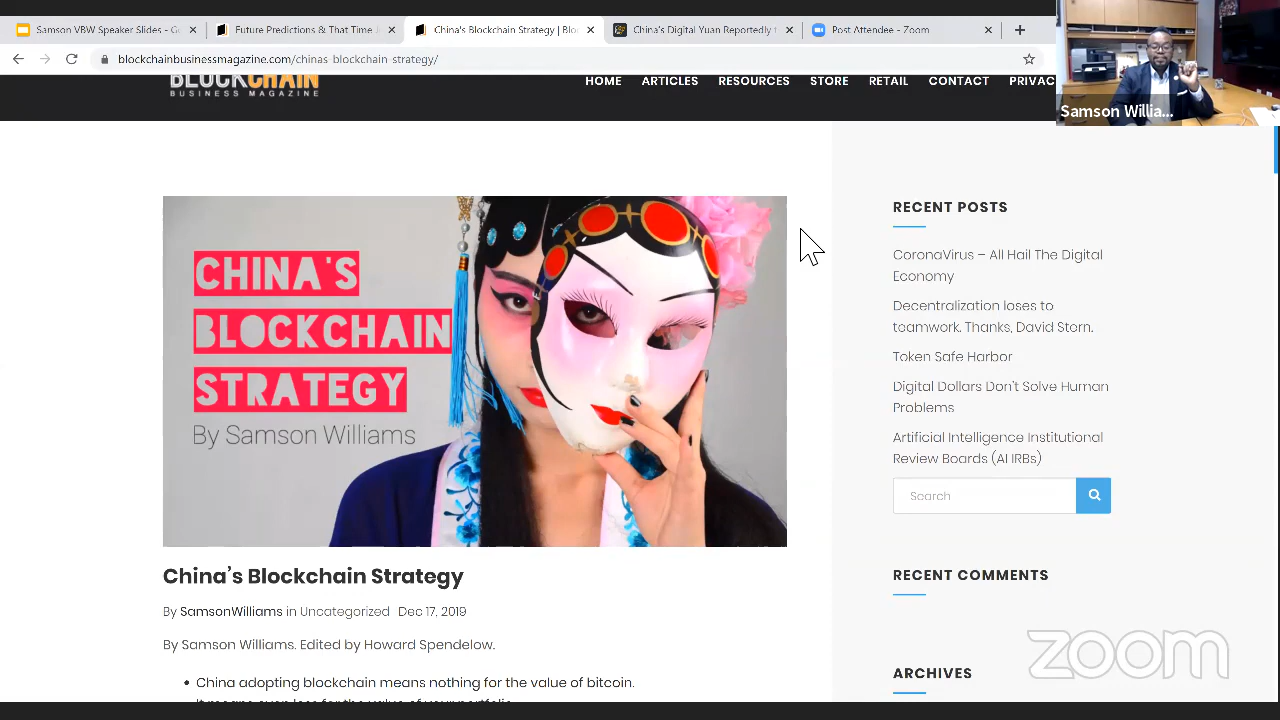 Samson VBW Speaker Slides - Go
Future Predictions & That Time
China's Blockchain Strategy | Blo
China's Digital Yuan Reportedly t
Post Attendee - Zoom
blockchainbusinessmagazine.com/chinas-blockchain-strategy/
BLOCKCHAIN
BUSINESS MAGAZINE
HOME ARTICLES RESOURCES STORE RETAIL CONTACT PRIVAC
Samson Willia...
CHINA'S
BLOCKCHAIN
STRATEGY
By Samson Williams
China's Blockchain Strategy
By SamsonWilliams in Uncategorized Dec 17, 2019
By Samson Williams. Edited by Howard Spendelow.
• China adopting blockchain means nothing for the value of bitcoin.
RECENT POSTS
CoronaVirus – All Hail The Digital
Economy
Decentralization loses to
teamwork. Thanks, David Stern.
Token Safe Harbor
Digital Dollars Don't Solve Human
Problems
Artificial Intelligence Institutional
Review Boards (AI IRBs)
Search
RECENT COMMENTS
ARCHIVES
zoom